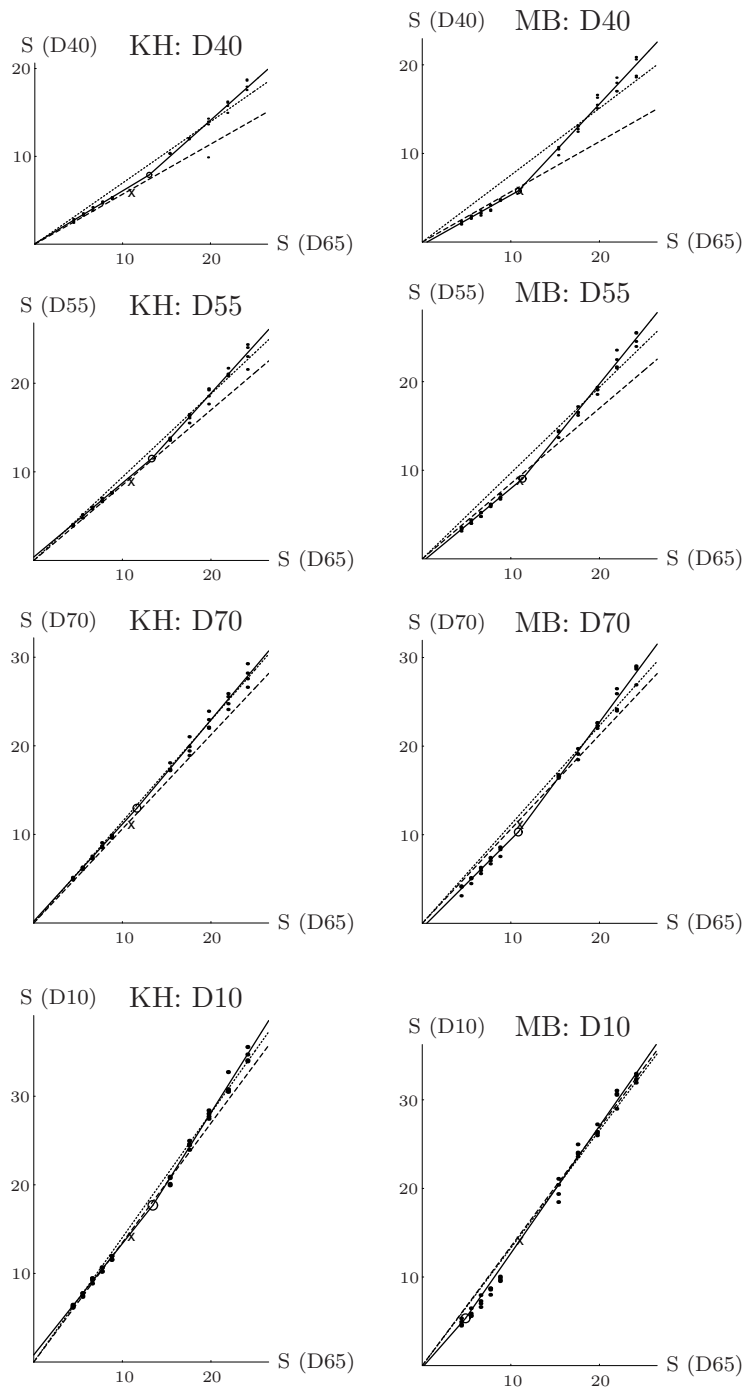 S (D40) KH: D40
20
10
X
10 20 S (D65)
S (D40) MB: D40
20
10
X
10 20 S (D65)
S (D55) KH: D55
20
10
X
10 20 S (D65)
S (D55) MB: D55
20
10
X
10 20 S (D65)
S (D70) KH: D70
30
20
10
X
10 20 S (D65)
S (D70) MB: D70
30
20
10
X
10 20 S (D65)
S (D10) KH: D10
30
20
10
X
10 20 S (D65)
S (D10) MB: D10
30
20
10
X
10 20 S (D65)